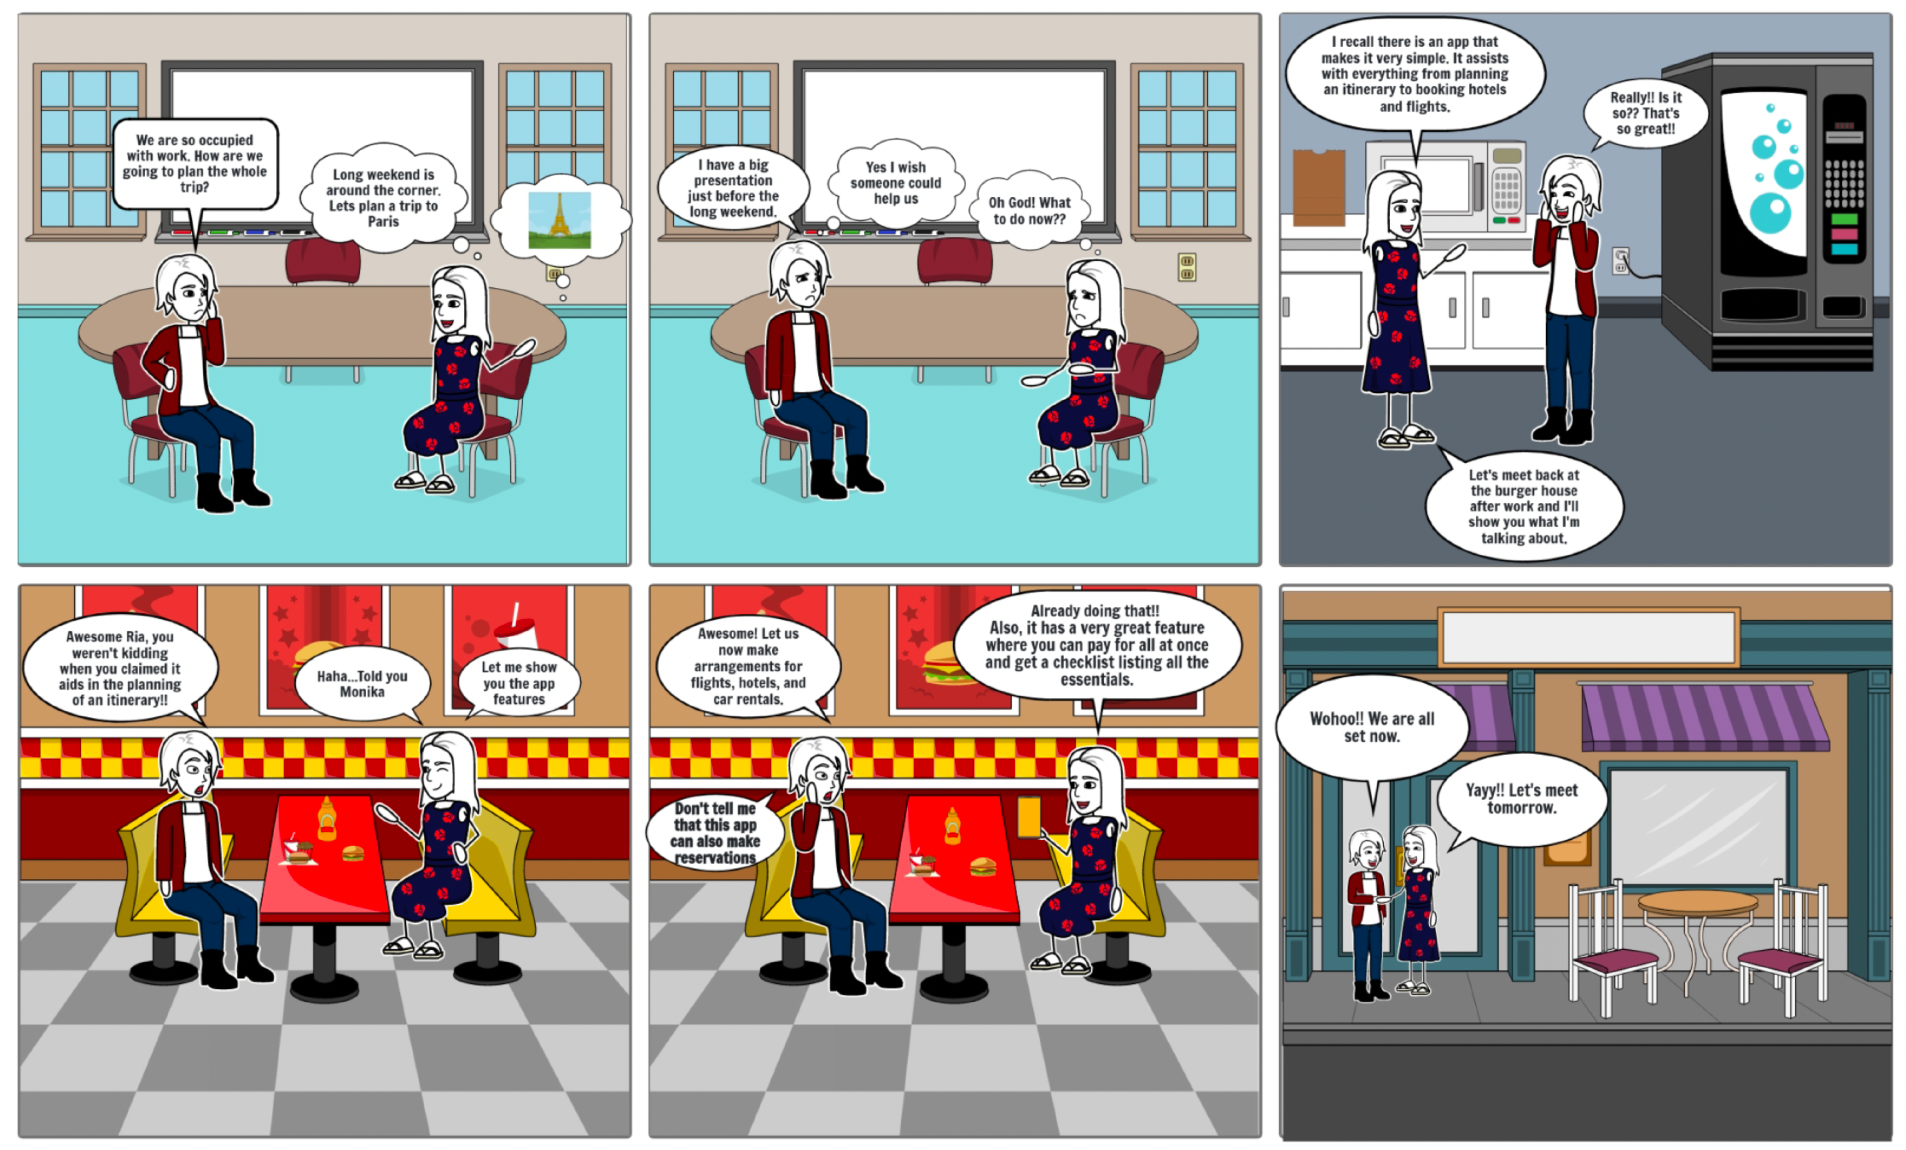 We are so occupied
with work. How are we
going to plan the whole
trip?
Long weekend is
around the corner.
Lets plan a trip to
Paris
I have a big
presentation
just before the
long weekend.
Yes I wish
someone could
help us
Oh God! What
to do now??
I recall there is an app that
makes it very simple. It assists
with everything from planning
an itinerary to booking hotels
and flights.
Really!! Is it
so?? That's
so great!!
Let's meet back at
the burger house
after work and I'll
show you what I'm
talking about.
Awesome Ria, you
weren't kidding
when you claimed it
aids in the planning
of an itinerary!!
Haha...Told you
Monika
Let me show
you the app
features
Awesome! Let us
now make
arrangements for
flights, hotels, and
car rentals.
Already doing that!!
Also, it has a very great feature
where you can pay for all at once
and get a checklist listing all the
essentials.
Don't tell me
that this app
can also make
reservations
Wohoo!! We are all
set now.
Yayy!! Let's meet
tomorrow.